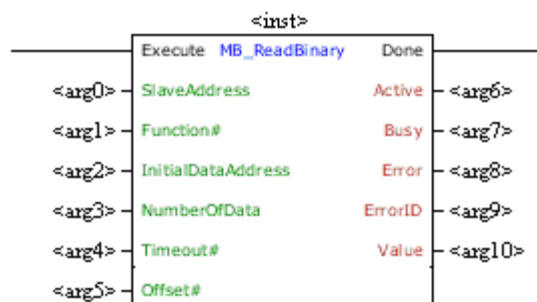 <inst>
Execute MB_ReadBinary Done
<arg0> SlaveAddress Active <arg6>
<arg1> Function# Busy <arg7>
<arg2> InitialDataAddress Error <arg8>
<arg3> NumberOfData ErrorID <arg9>
<arg4> Timeout# Value <arg10>
<arg5> Offset#